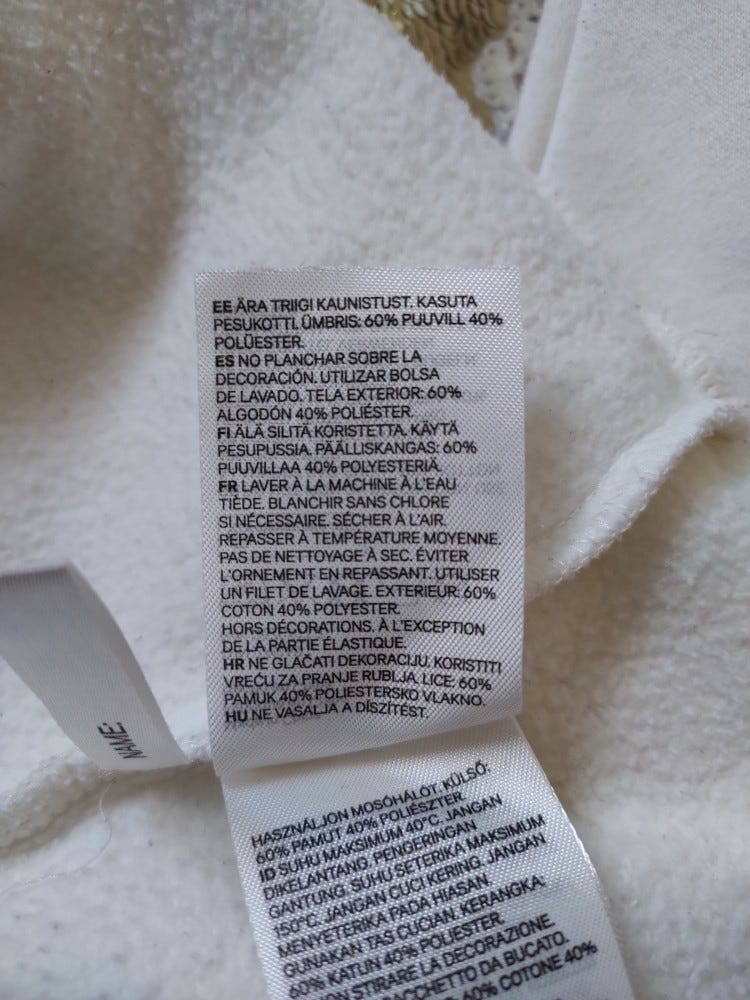 EE ÄRA TRIIGI KAUNISTUST. KASUTA
PESUKOTTI. ÜMBRIS: 60% PUUVILL 40%
POLÜESTER.
ES NO PLANCHAR SOBRE LA
DECORACIÓN. UTILIZAR BOLSA
DE LAVADO. TELA EXTERIOR: 60%
ALGODÓN 40% POLIÉSTER.
FI ÄLÄ SILITÄ KORISTETTA. KÄYTÄ
PESUPUSSIA. PÄÄLLISKANGAS: 60%
PUUVILLAA 40% POLYESTERIÄ.
FR LAVER À LA MACHINE À L'EAU
TIÈDE. BLANCHIR SANS CHLORE
SI NÉCESSAIRE. SÉCHER À L'AIR.
REPASSER À TEMPÉRATURE MOYENNE.
PAS DE NETTOYAGE À SEC. ÉVITER
L'ORNEMENT EN REPASSANT. UTILISER
UN FILET DE LAVAGE. EXTERIEUR: 60%
COTON 40% POLYESTER.
HORS DÉCORATIONS. À L'EXCEPTION
DE LA PARTIE ÉLASTIQUE.
HR NE GLAČATI DEKORACIJU. KORISTITI
VREĆU ZA PRANJE RUBLJA. LICE: 60%
PAMUK 40% POLIESTERSKO VLAKNO.
HU NE VASALJA A DÍSZÍTÉST.
NAME:
HASZNÁLJON MOSÓHÁLÓT. KÜLSŐ:
60% PAMUT 40% POLIÉSZTER.
ID SUHU MAKSIMUM 40°C. JANGAN
DIKELANTANG. PENGERINGAN
GANTUNG. SUHU SETERIKA MAKSIMUM
150°C. JANGAN CUCI KERING. JANGAN
MENYETERIKA PADA HIASAN.
GUNAKAN TAS CUCIAN. KERANGKA:
60% KATUN 40% POLIESTER.
NON STIRARE LA DECORAZIONE.
SACCHETTO DA BUCATO.
60% COTONE 40%